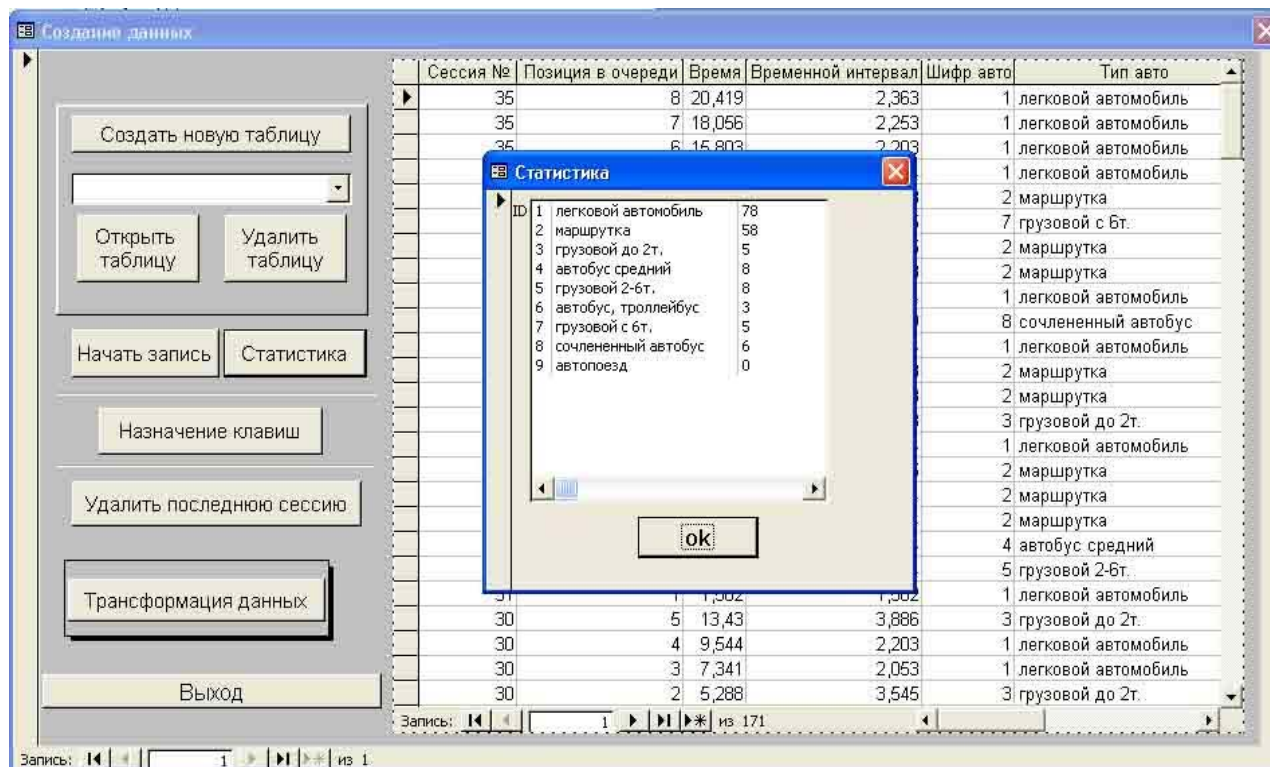 Создание данных
Сессия № Позиция в очереди Время Временной интервал Шифр авто Тип авто
35 8 20,419 2,363 1 легковой автомобиль
35 7 18,056 2,253 1 легковой автомобиль
35 6 15,803 2,203 1 легковой автомобиль
1 легковой автомобиль
2 маршрутка
7 грузовой с 6т.
2 маршрутка
2 маршрутка
1 легковой автомобиль
8 сочлененный автобус
1 легковой автомобиль
2 маршрутка
2 маршрутка
3 грузовой до 2т.
1 легковой автомобиль
2 маршрутка
2 маршрутка
2 маршрутка
4 автобус средний
5 грузовой 2-6т.
1 легковой автомобиль
30 5 13,43 3,886 3 грузовой до 2т.
30 4 9,544 2,203 1 легковой автомобиль
30 3 7,341 2,053 1 легковой автомобиль
30 2 5,288 3,545 3 грузовой до 2т.
Запись: 1 из 171
Создать новую таблицу
Открыть
таблицу
Удалить
таблицу
Начать запись
Статистика
Назначение клавиш
Удалить последнюю сессию
Трансформация данных
Выход
Статистика
ID 1 легковой автомобиль 78
2 маршрутка 58
3 грузовой до 2т. 5
4 автобус средний 8
5 грузовой 2-6т. 8
6 автобус, троллейбус 3
7 грузовой с 6т. 5
8 сочлененный автобус 6
9 автопоезд 0
ok
Запись: 1 из 1